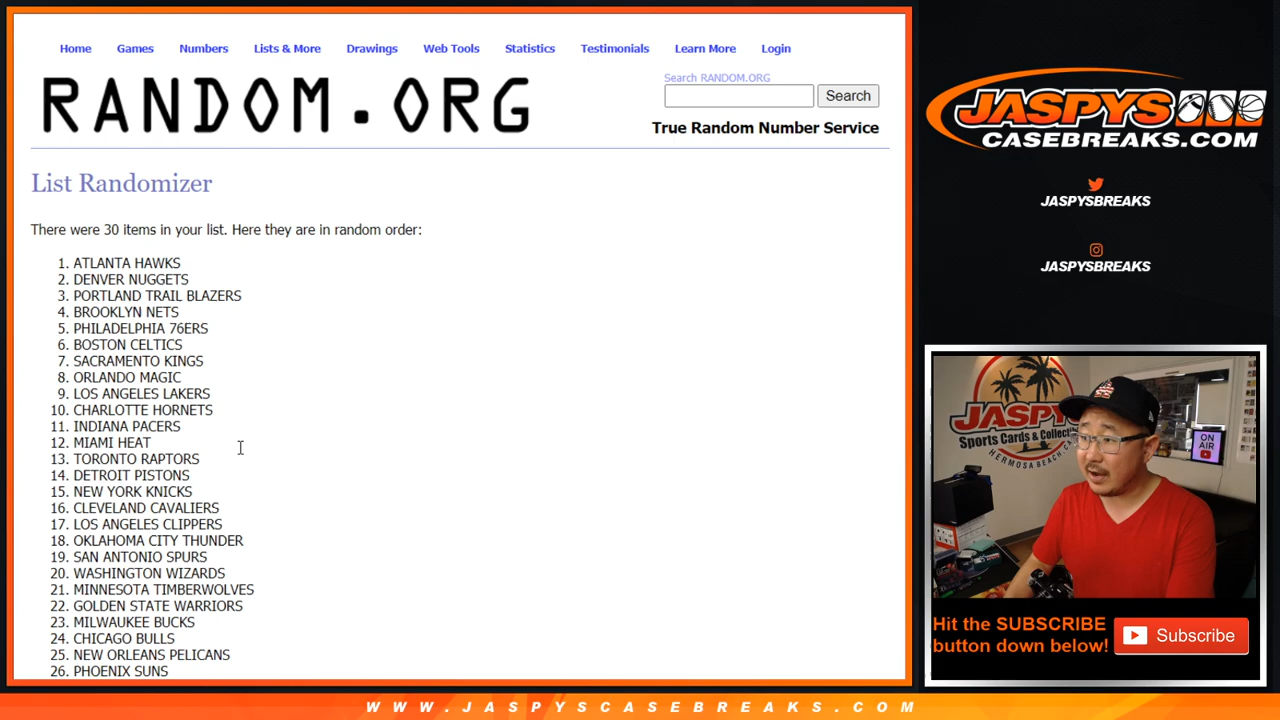 Home Games Numbers Lists & More Drawings Web Tools Statistics Testimonials Learn More Login
RANDOM.ORG
Search RANDOM.ORG
Search
True Random Number Service
List Randomizer
There were 30 items in your list. Here they are in random order:
1. ATLANTA HAWKS
2. DENVER NUGGETS
3. PORTLAND TRAIL BLAZERS
4. BROOKLYN NETS
5. PHILADELPHIA 76ERS
6. BOSTON CELTICS
7. SACRAMENTO KINGS
8. ORLANDO MAGIC
9. LOS ANGELES LAKERS
10. CHARLOTTE HORNETS
11. INDIANA PACERS
12. MIAMI HEAT
13. TORONTO RAPTORS
14. DETROIT PISTONS
15. NEW YORK KNICKS
16. CLEVELAND CAVALIERS
17. LOS ANGELES CLIPPERS
18. OKLAHOMA CITY THUNDER
19. SAN ANTONIO SPURS
20. WASHINGTON WIZARDS
21. MINNESOTA TIMBERWOLVES
22. GOLDEN STATE WARRIORS
23. MILWAUKEE BUCKS
24. CHICAGO BULLS
25. NEW ORLEANS PELICANS
26. PHOENIX SUNS
JASPYS
CASEBREAKS.COM
JASPYSBREAKS
JASPYSBREAKS
JASPYS
Sports Cards & Collectibles
HERMOSA BEACH
ON
AIR
Hit the SUBSCRIBE
button down below!
Subscribe
WWW.JASPYSCASEBREAKS.COM